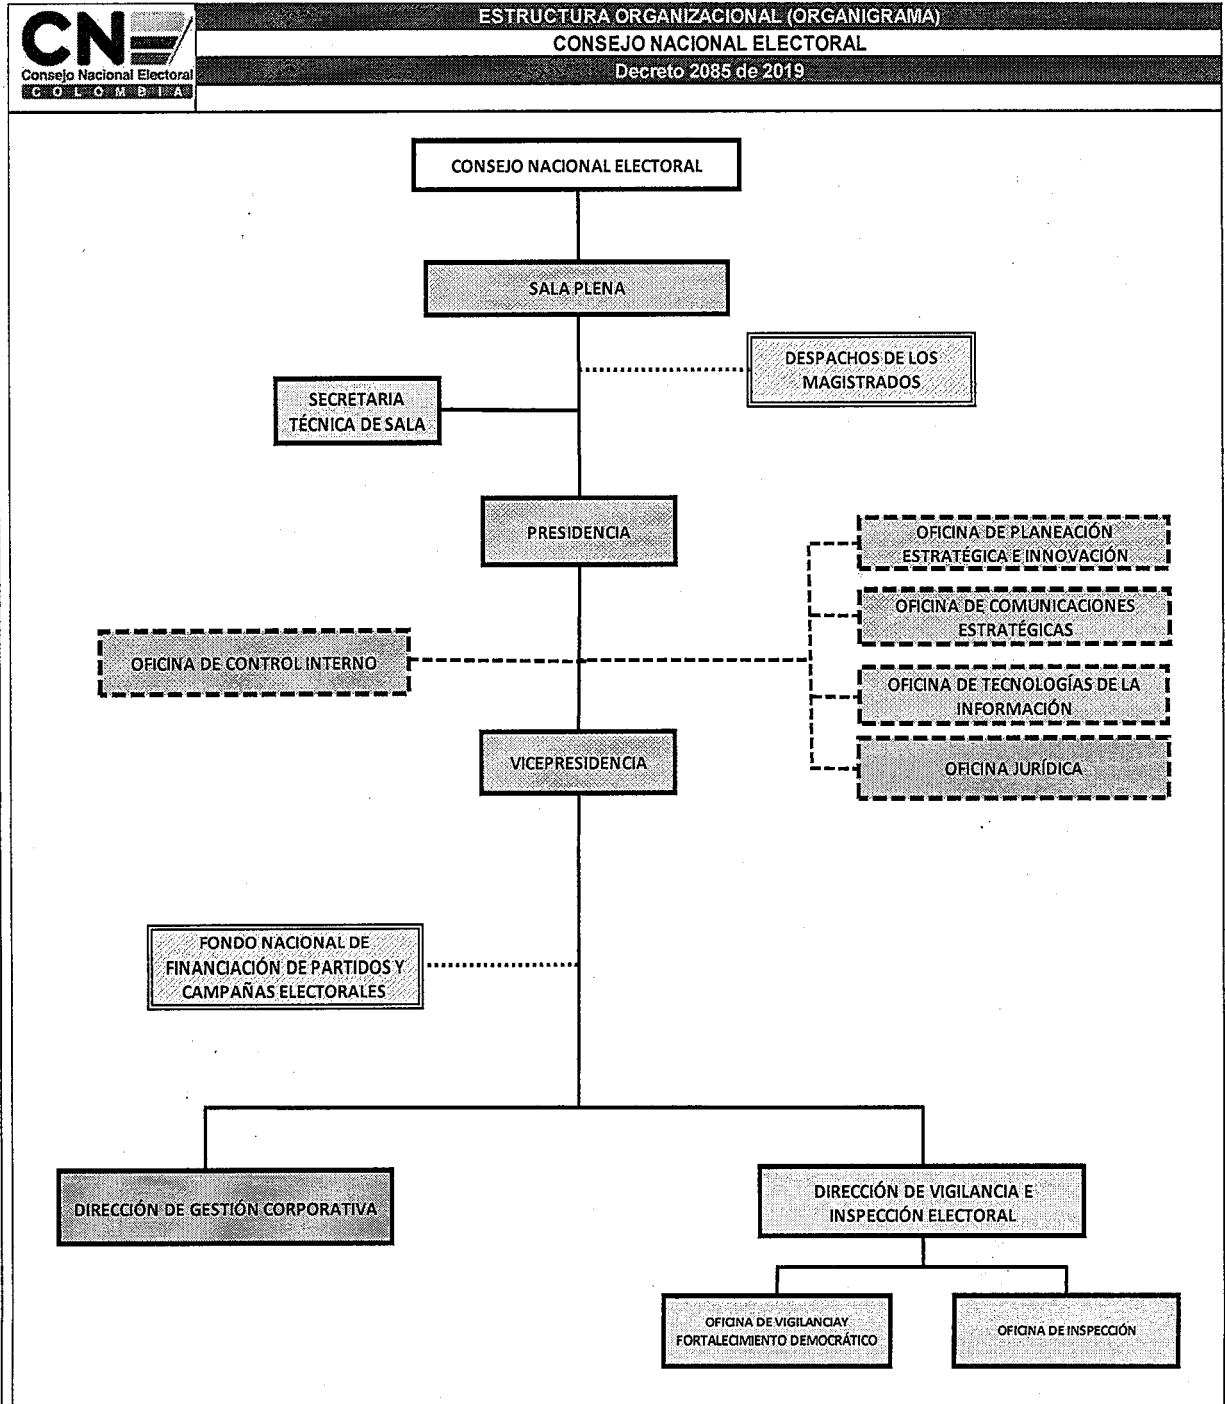 CNE
Consejo Nacional Electoral
COLOMBIA
ESTRUCTURA ORGANIZACIONAL (ORGANIGRAMA)
CONSEJO NACIONAL ELECTORAL
Decreto 2085 de 2019
CONSEJO NACIONAL ELECTORAL
SALA PLENA
DESPACHOS DE LOS
MAGISTRADOS
SECRETARIA
TÉCNICA DE SALA
PRESIDENCIA
OFICINA DE PLANEACIÓN
ESTRATÉGICA E INNOVACIÓN
OFICINA DE COMUNICACIONES
ESTRATÉGICAS
OFICINA DE CONTROL INTERNO
OFICINA DE TECNOLOGÍAS DE LA
INFORMACIÓN
VICEPRESIDENCIA
OFICINA JURÍDICA
FONDO NACIONAL DE
FINANCIACIÓN DE PARTIDOS Y
CAMPAÑAS ELECTORALES
DIRECCIÓN DE GESTIÓN CORPORATIVA
DIRECCIÓN DE VIGILANCIA E
INSPECCIÓN ELECTORAL
OFICINA DE VIGILANCIAY
FORTALECIMIENTO DEMOCRÁTICO
OFICINA DE INSPECCIÓN